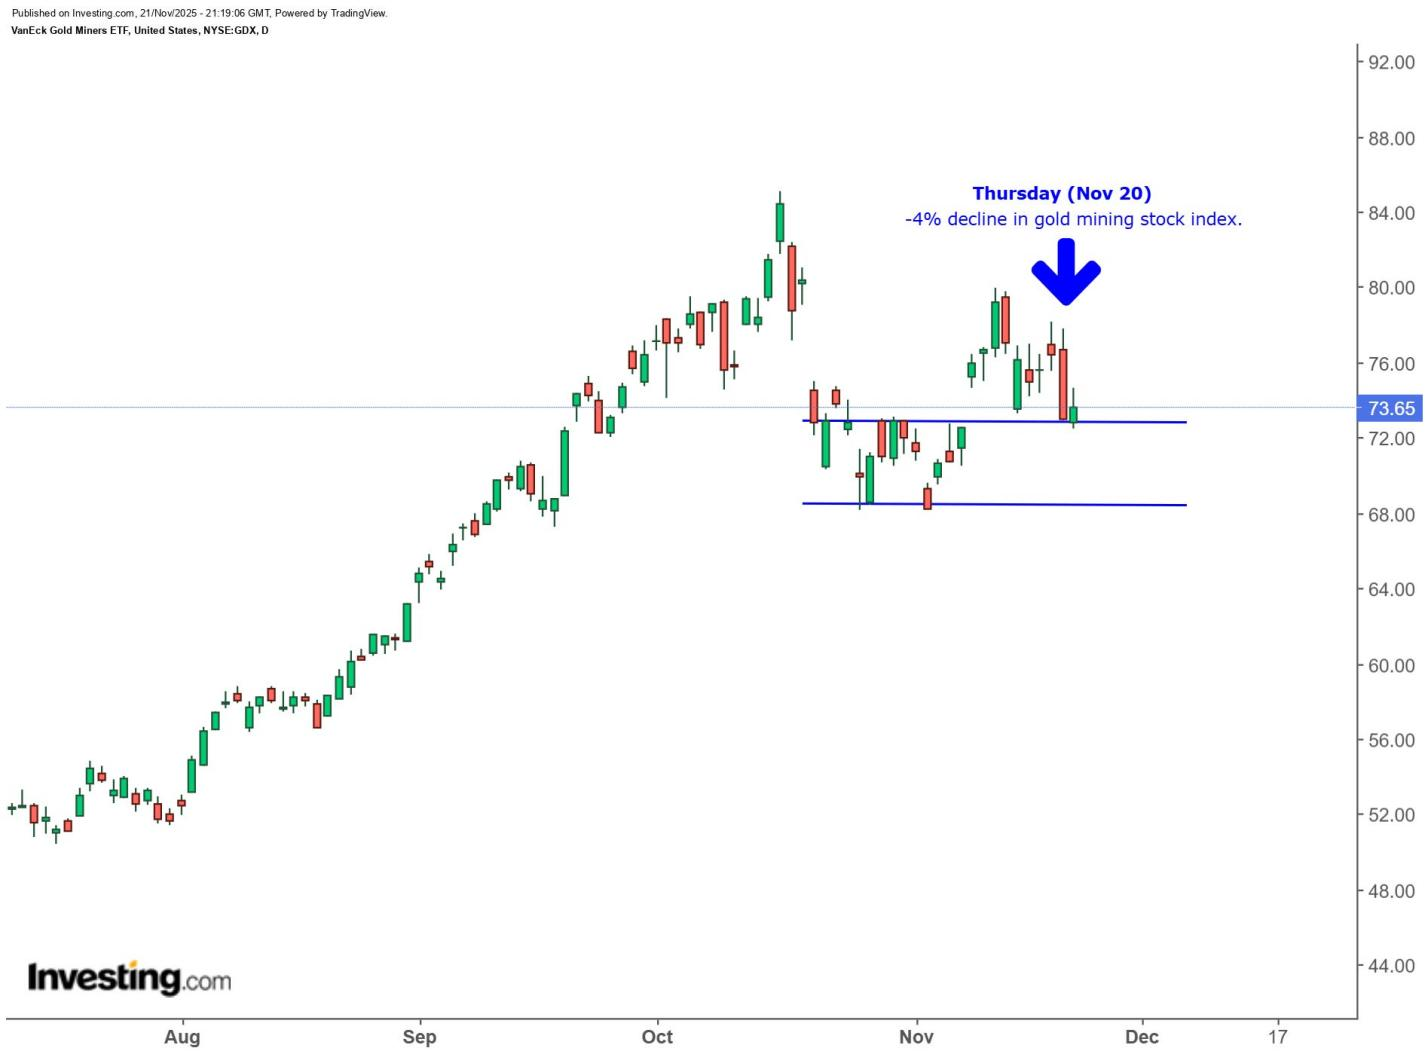 Published on Investing.com, 21/Nov/2025 - 21:19:06 GMT, Powered by TradingView.
VanEck Gold Miners ETF, United States, NYSE:GDX, D
92.00
88.00
Thursday (Nov 20)
84.00
-4% decline in gold mining stock index.
80.00
76.00
73.65
72.00
68.00
64.00
60.00
56.00
52.00
48.00
44.00
Investing.com
Aug Sep Oct Nov Dec 17